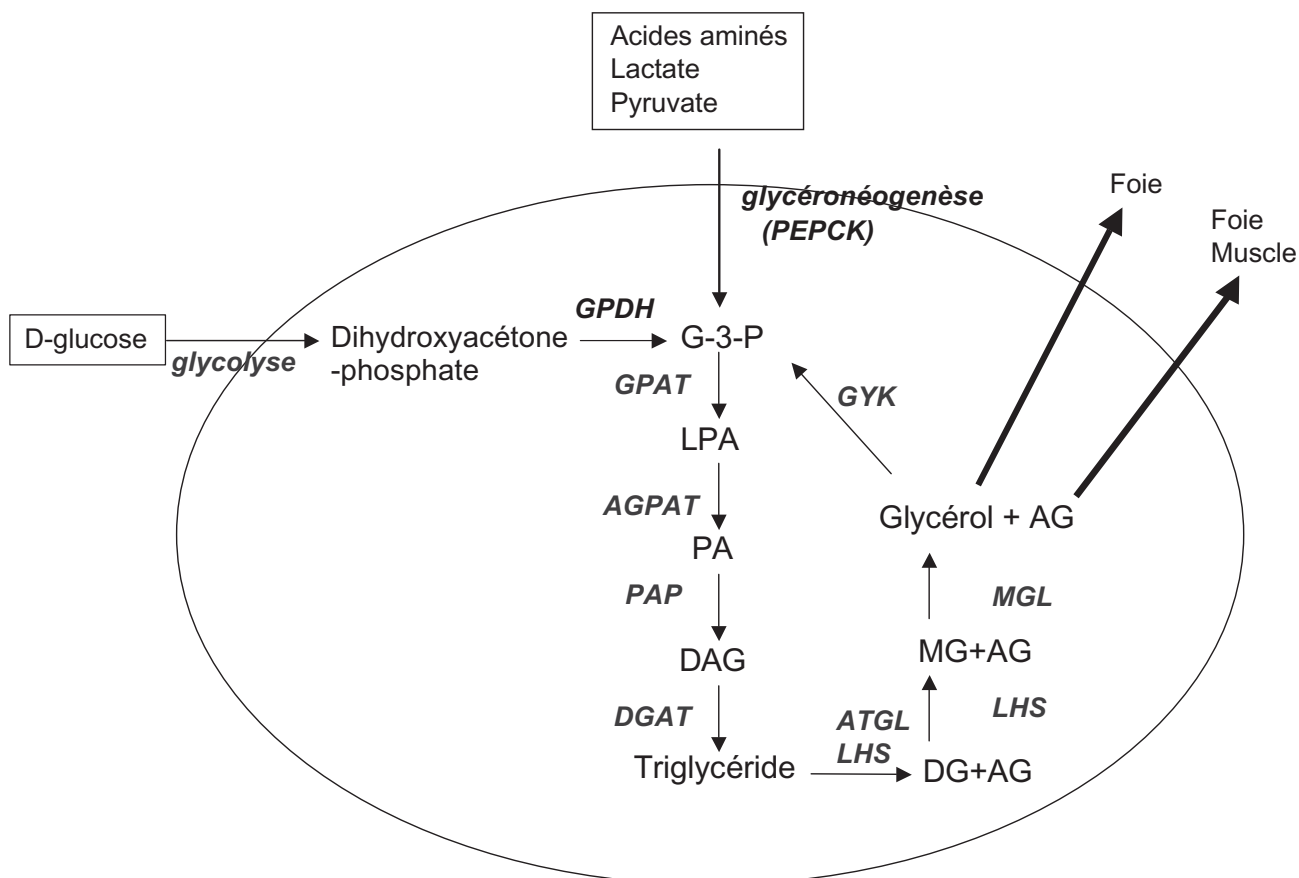 Acides aminés
Lactate
Pyruvate
Foie
glycéronéogenèse
(PEPCK)
Foie
Muscle
D-glucose
glycolyse
Dihydroxyacétone
-phosphate
GPDH
G-3-P
GPAT
GYK
LPA
AGPAT
Glycérol + AG
PA
PAP
MGL
DAG
MG+AG
DGAT
ATGL
LHS
LHS
Triglycéride
DG+AG